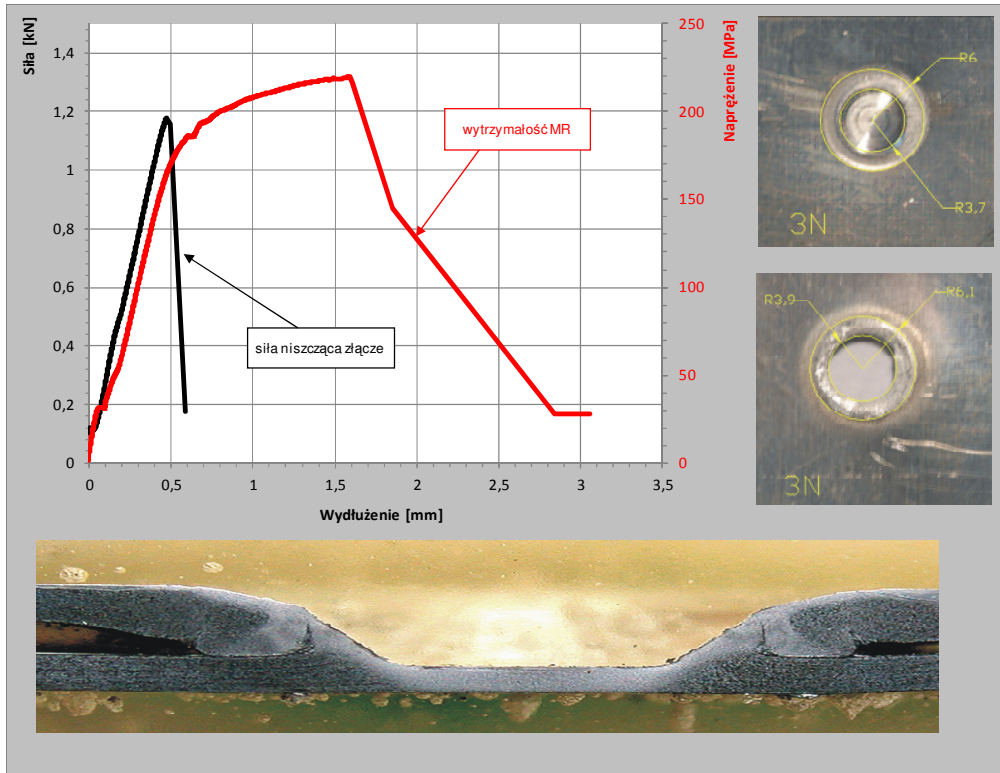 Siła [kN]
1,4
1,2
1
0,8
0,6
0,4
0,2
0
0
0,5
1
1,5
2
2,5
3
3,5
Wydłużenie [mm]
250
200
150
100
50
0
Naprężenie [MPa]
wytrzymałość MR
siła niszcząca złącze
R6
R3,7
3N
R3,9
R6,1
3N